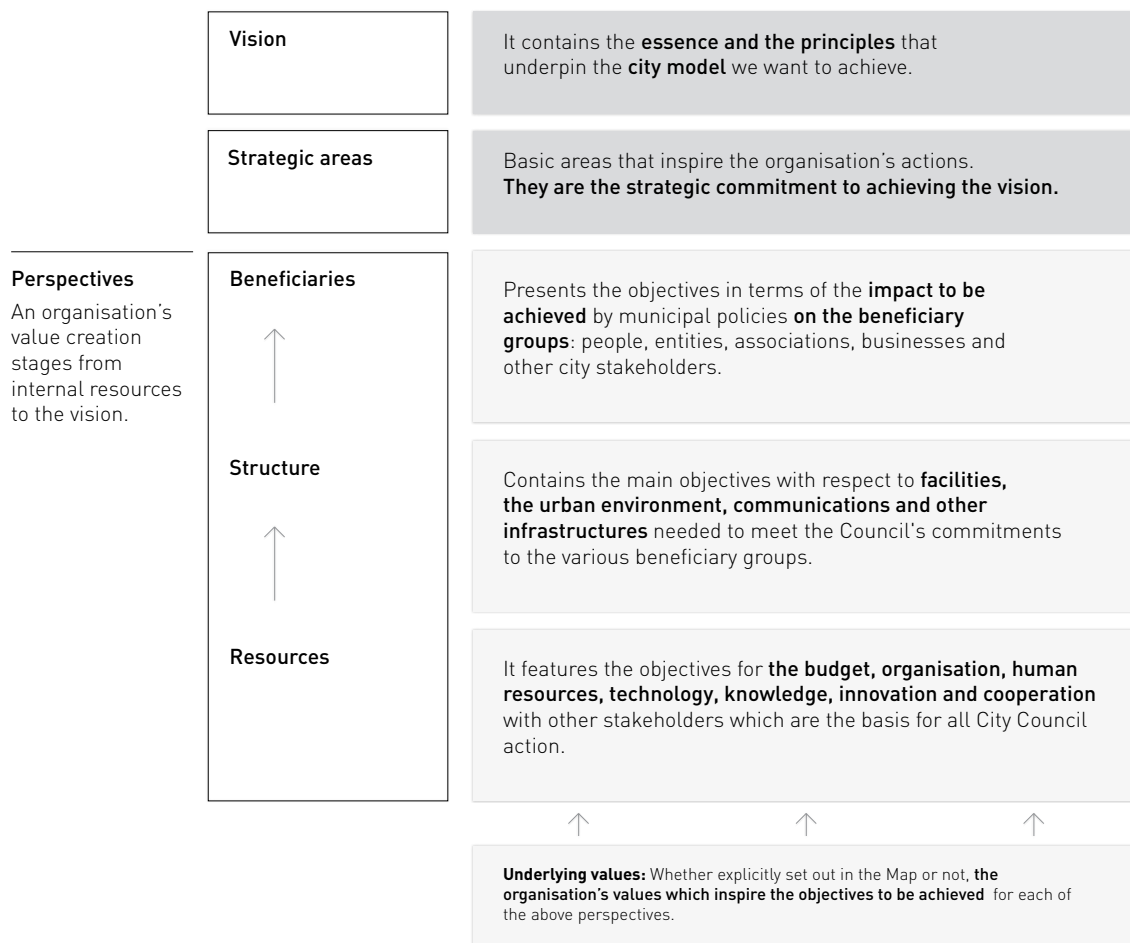 Vision
It contains the essence and the principles that
underpin the city model we want to achieve.
Strategic areas
Basic areas that inspire the organisation's actions.
They are the strategic commitment to achieving the vision.
Perspectives
An organisation's
value creation
stages from
internal resources
to the vision.
Beneficiaries
Presents the objectives in terms of the impact to be
achieved by municipal policies on the beneficiary
groups: people, entities, associations, businesses and
other city stakeholders.
Structure
Contains the main objectives with respect to facilities,
the urban environment, communications and other
infrastructures needed to meet the Council's commitments
to the various beneficiary groups.
Resources
It features the objectives for the budget, organisation, human
resources, technology, knowledge, innovation and cooperation
with other stakeholders which are the basis for all City Council
action.
Underlying values: Whether explicitly set out in the Map or not, the
organisation's values which inspire the objectives to be achieved for each of
the above perspectives.